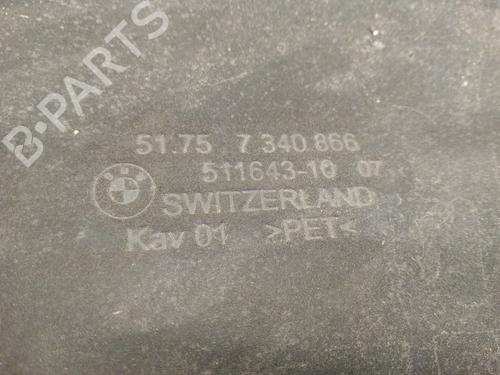 B-PARTS
51.75 7 340 866
511643-10 07
SWITZERLAND
Kav 01 >PET<